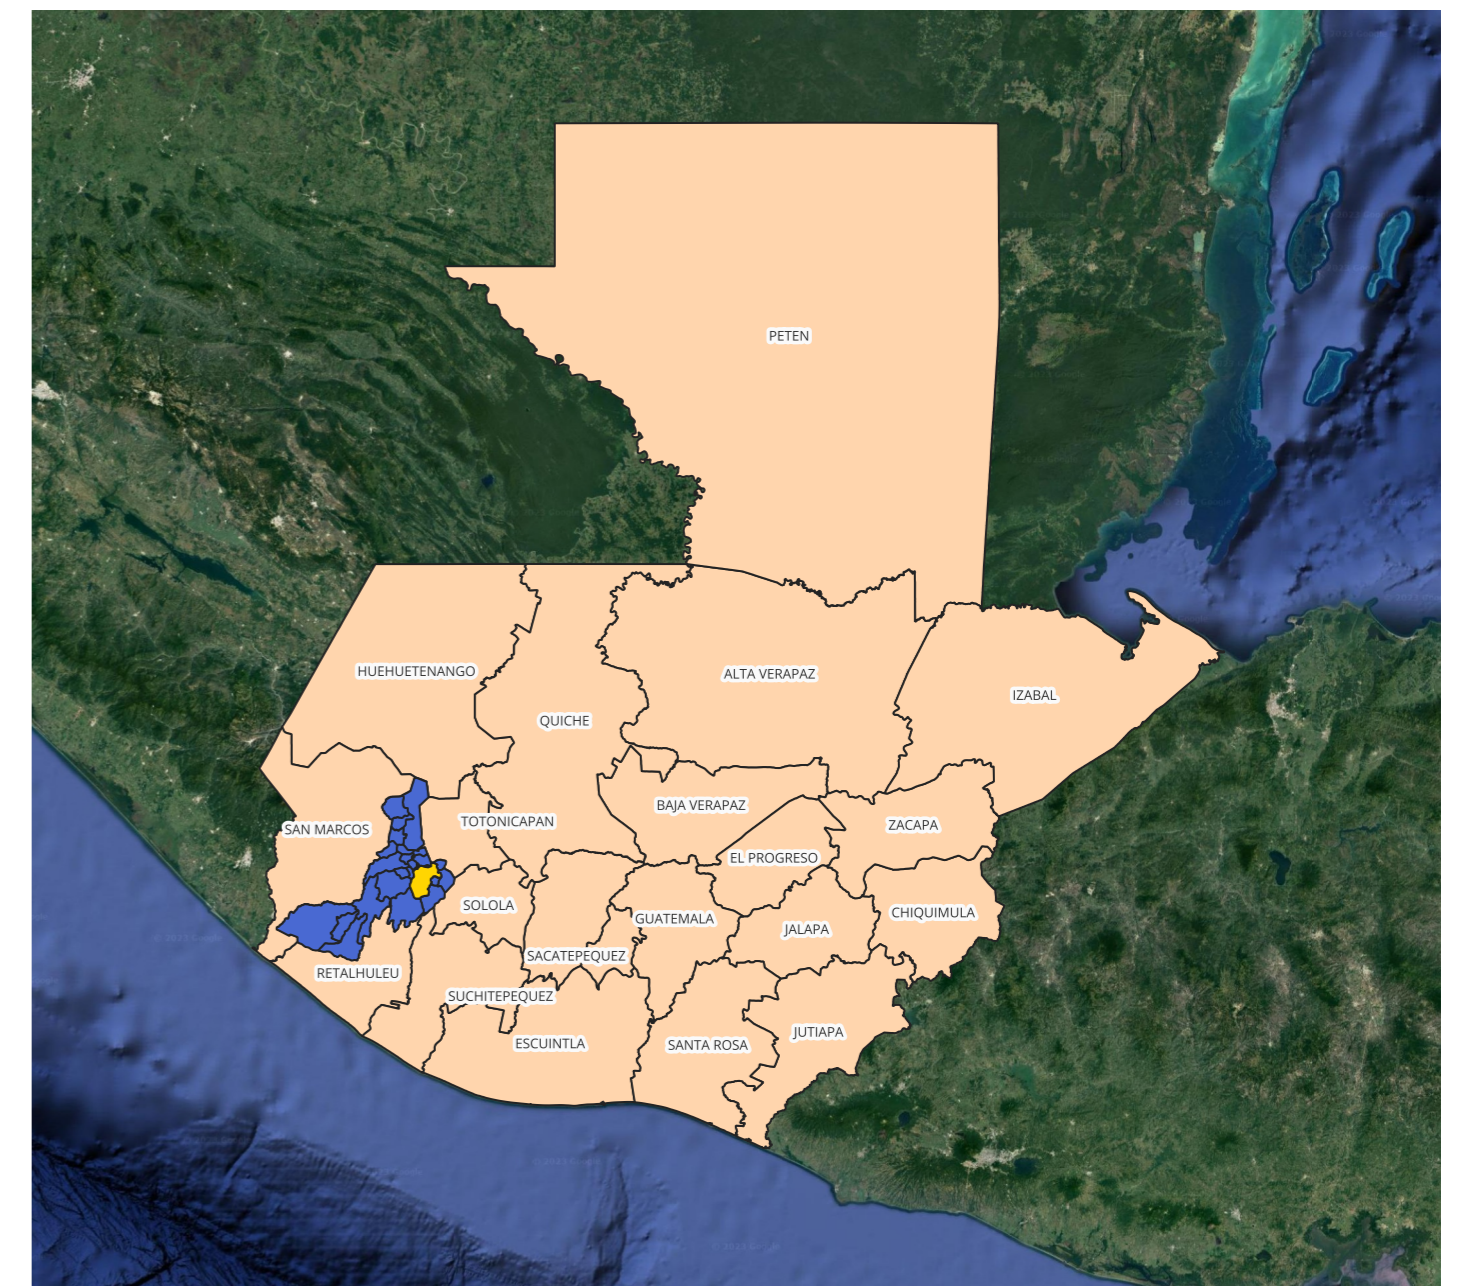 PETEN
HUEHUETENANGO
ALTA VERAPAZ
IZABAL
QUICHE
BAJA VERAPAZ
TOTONICAPAN
ZACAPA
SAN MARCOS
EL PROGRESO
SOLOLA
CHIQUIMULA
GUATEMALA
JALAPA
SACATEPEQUEZ
RETALHULEU
SUCHITEPEQUEZ
JUTIAPA
ESCUINTLA
SANTA ROSA